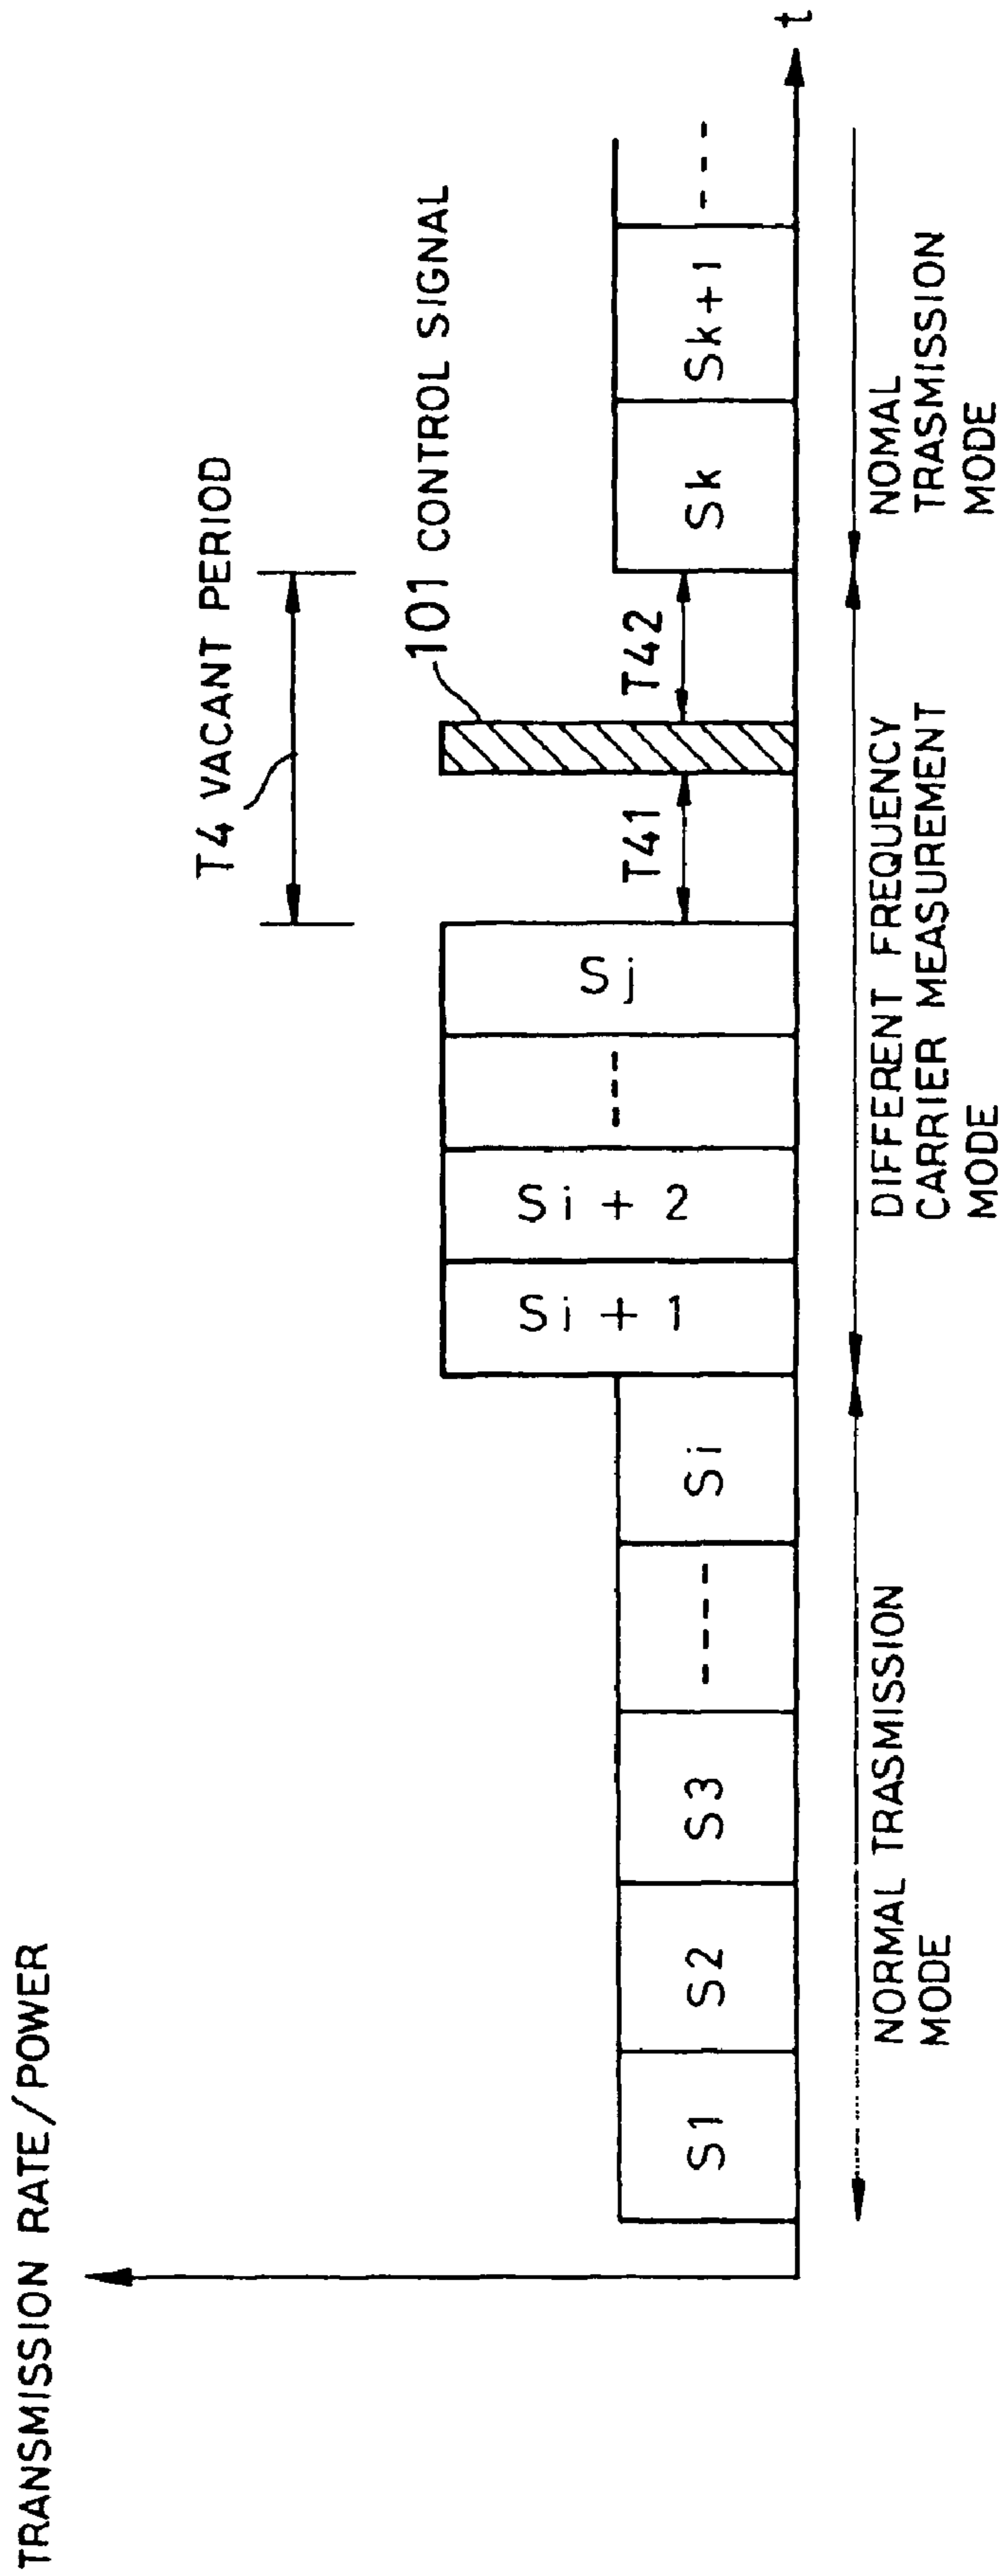 TRANSMISSION RATE/POWER
T4 VACANT PERIOD
101 CONTROL SIGNAL
S1
S2
S3
----
Si
Si + 1
Si + 2
---
Sj
T41
T42
Sk
Sk+1
---
t
NORMAL TRASMISSION
MODE
DIFFERENT FREQUENCY
CARRIER MEASUREMENT
MODE
NOMAL
TRASMISSION
MODE